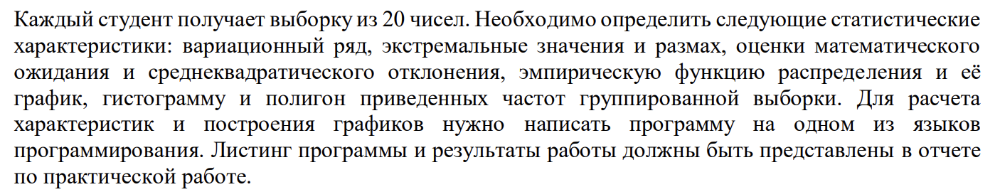 Каждый студент получает выборку из 20 чисел. Необходимо определить следующие статистические
характеристики: вариационный ряд, экстремальные значения и размах, оценки математического
ожидания и среднеквадратического отклонения, эмпирическую функцию распределения и её
график, гистограмму и полигон приведенных частот группированной выборки. Для расчета
характеристик и построения графиков нужно написать программу на одном из языков
программирования. Листинг программы и результаты работы должны быть представлены в отчете
по практической работе.